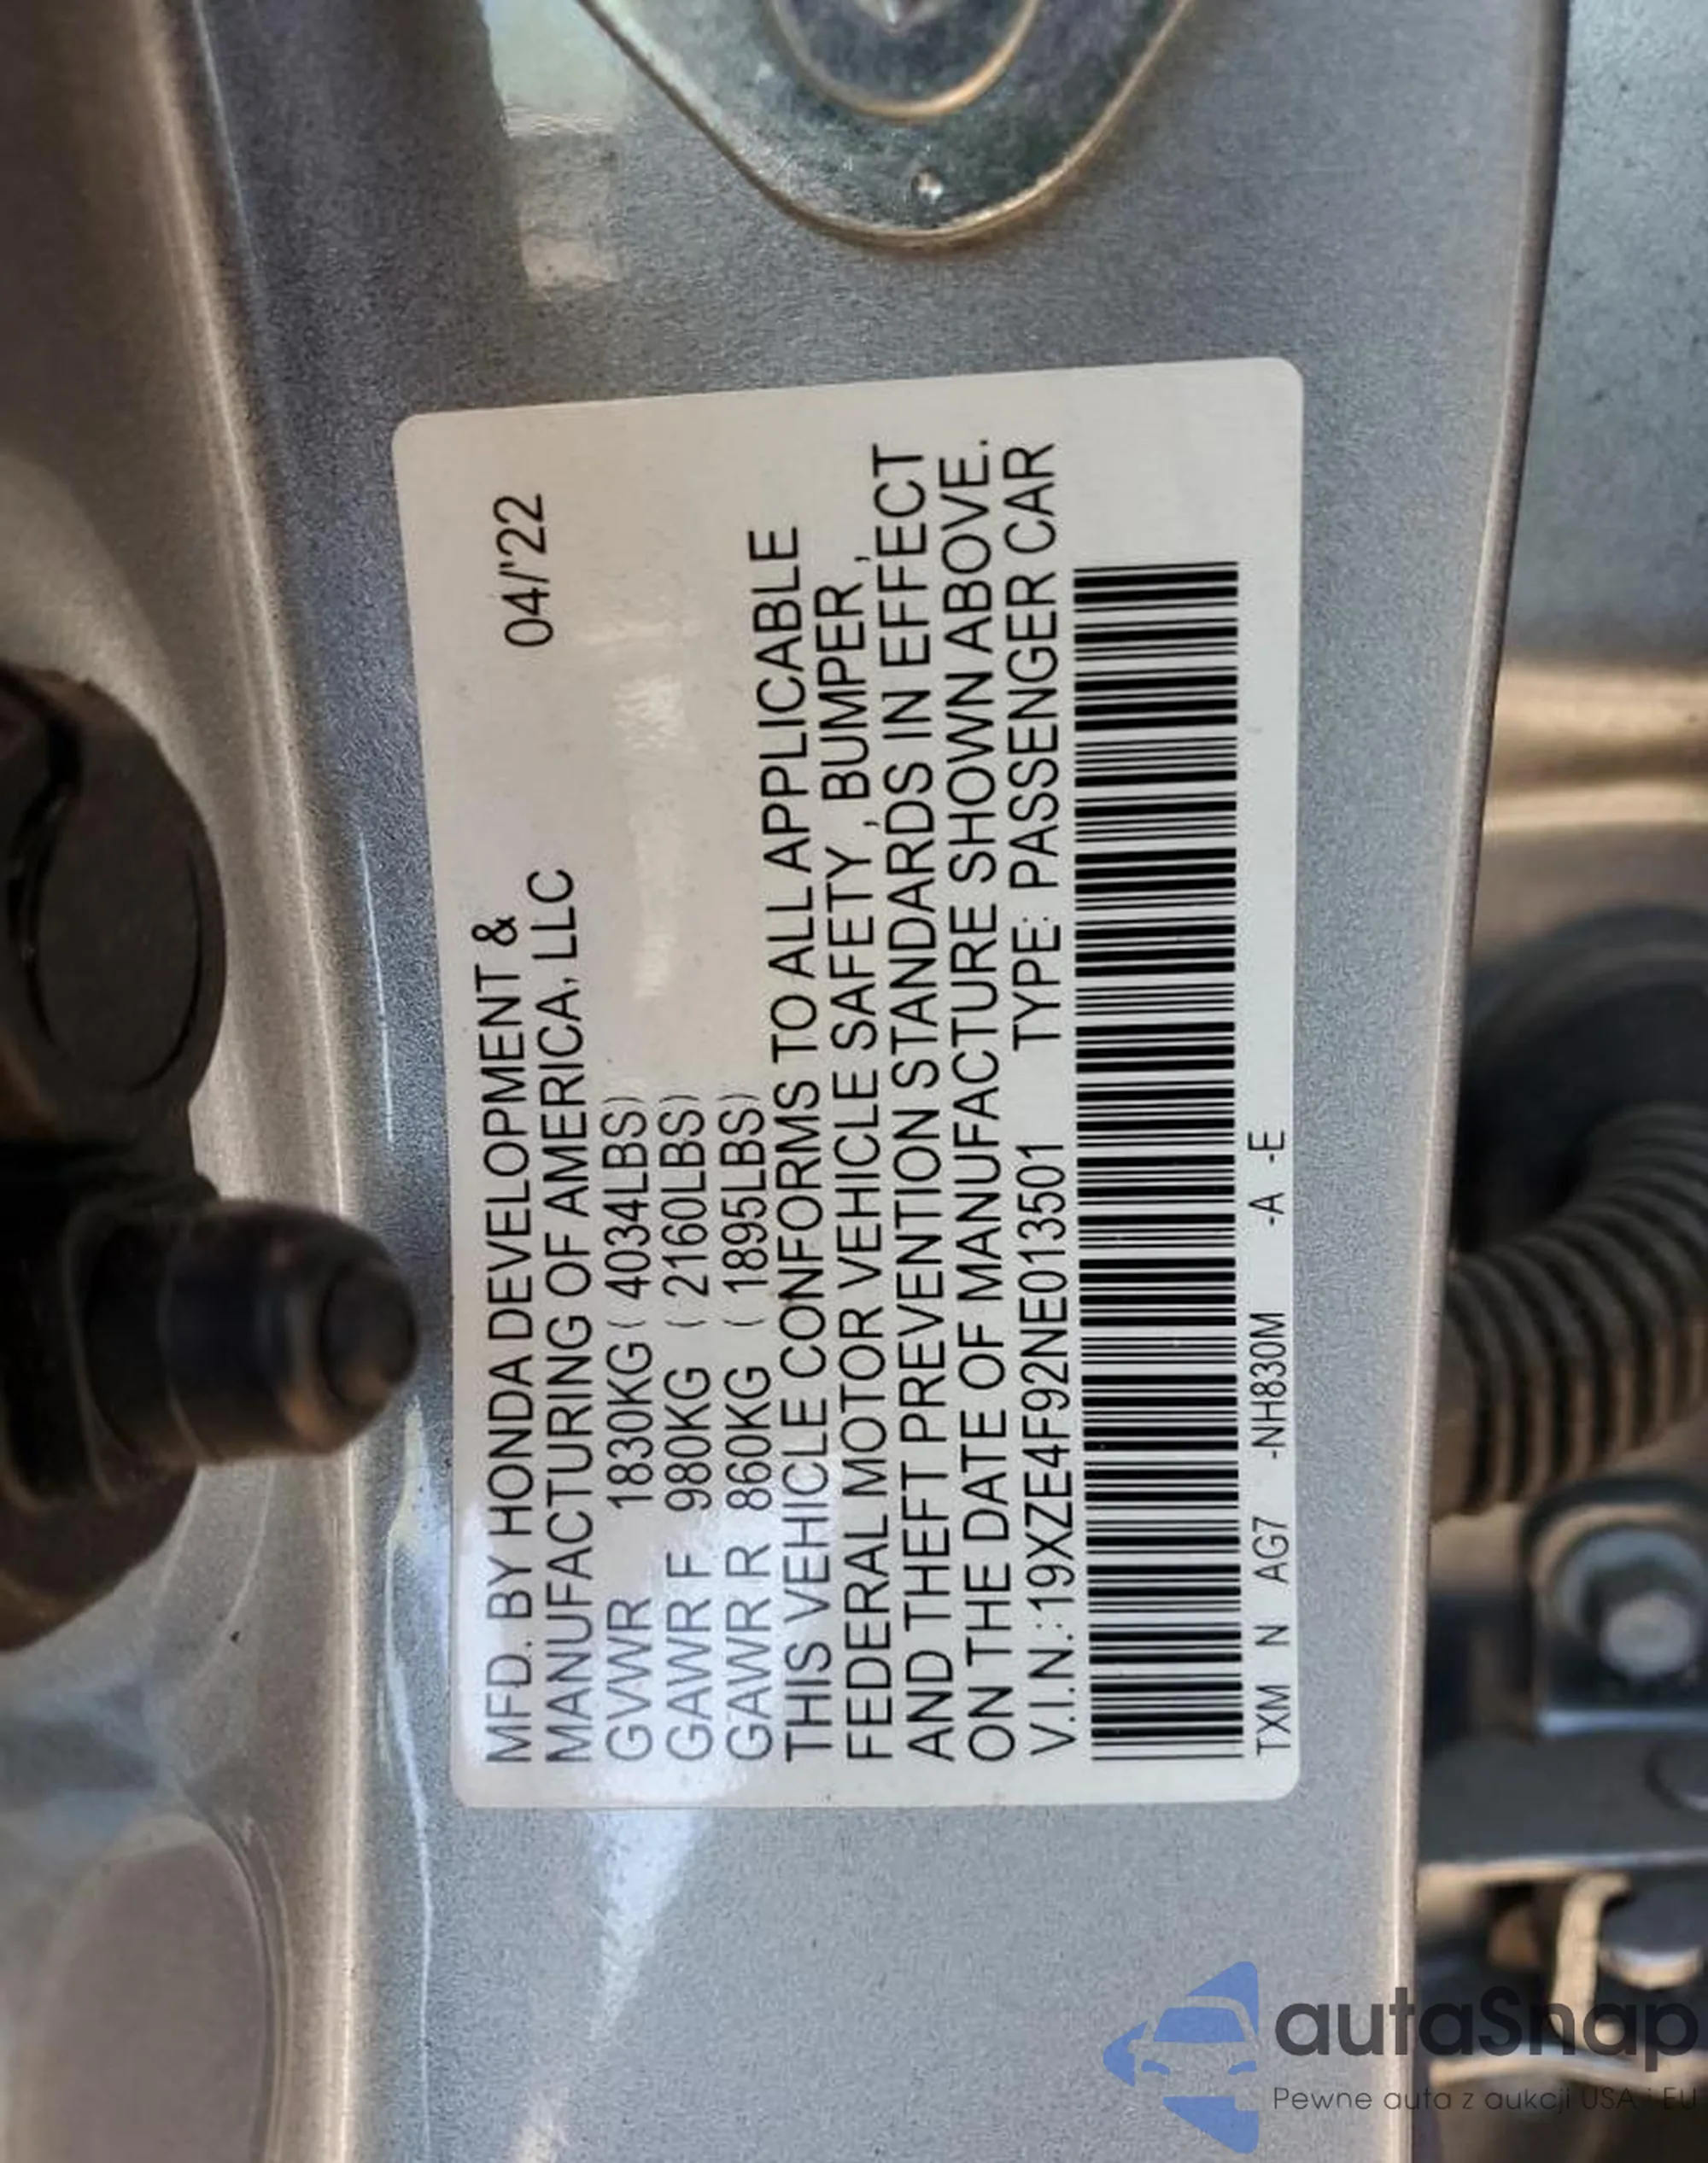 MFD. BY HONDA DEVELOPMENT & 04/'22
MANUFACTURING OF AMERICA, LLC
GVWR 1830KG ( 4034LBS)
GAWR F 980KG ( 2160LBS)
GAWR R 860KG ( 1895LBS)
THIS VEHICLE CONFORMS TO ALL APPLICABLE
FEDERAL MOTOR VEHICLE SAFETY , BUMPER ,
AND THEFT PREVENTION STANDARDS IN EFFECT
ON THE DATE OF MANUFACTURE SHOWN ABOVE.
V.I.N.:19XZE4F92NE013501 TYPE: PASSENGER CAR
TXM N AG7 -NH830M -A -E
autaSnap
Pewne auta z aukcji USA i EU